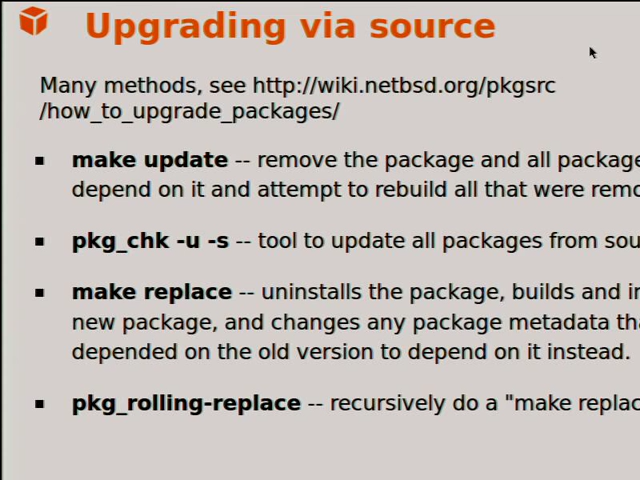 Upgrading via source
Many methods, see http://wiki.netbsd.org/pkgsrc
/how_to_upgrade_packages/
make update -- remove the package and all package
depend on it and attempt to rebuild all that were remo
pkg_chk -u -s -- tool to update all packages from sou
make replace -- uninstalls the package, builds and in
new package, and changes any package metadata tha
depended on the old version to depend on it instead.
pkg_rolling-replace -- recursively do a "make replac